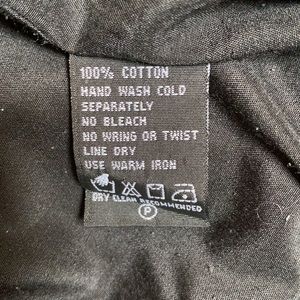 100% COTTON
HAND WASH COLD
SEPARATELY
NO BLEACH
NO WRING OR TWIST
LINE DRY
USE WARM IRON
DRY CLEAN RECOMMENDED
P